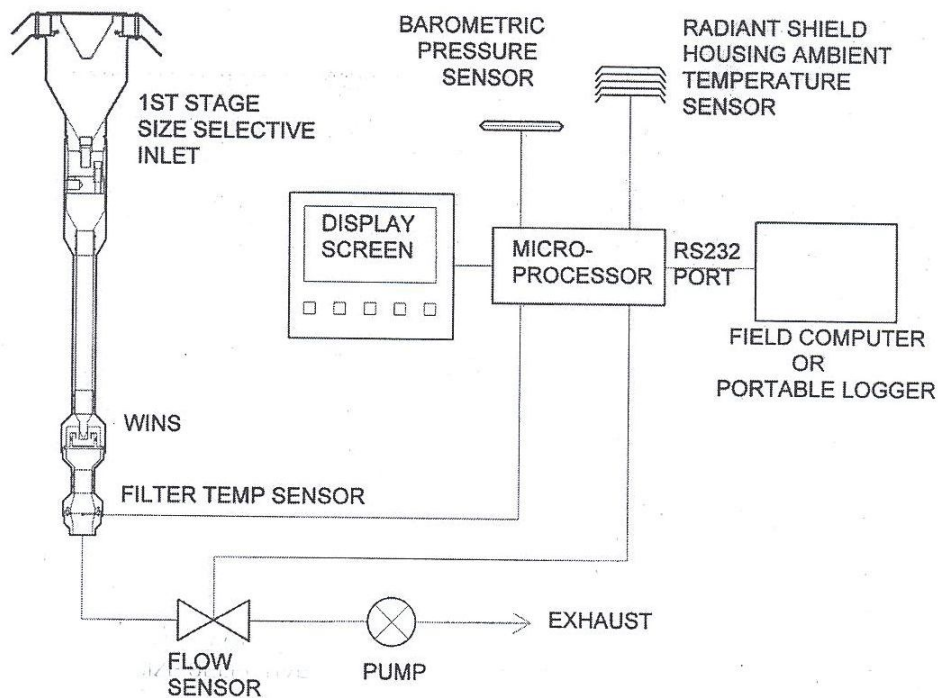 BAROMETRIC
PRESSURE
SENSOR
RADIANT SHIELD
HOUSING AMBIENT
TEMPERATURE
SENSOR
1ST STAGE
SIZE SELECTIVE
INLET
DISPLAY
SCREEN
MICRO-
PROCESSOR
RS232
PORT
FIELD COMPUTER
OR
PORTABLE LOGGER
WINS
FILTER TEMP SENSOR
FLOW
SENSOR
PUMP
EXHAUST